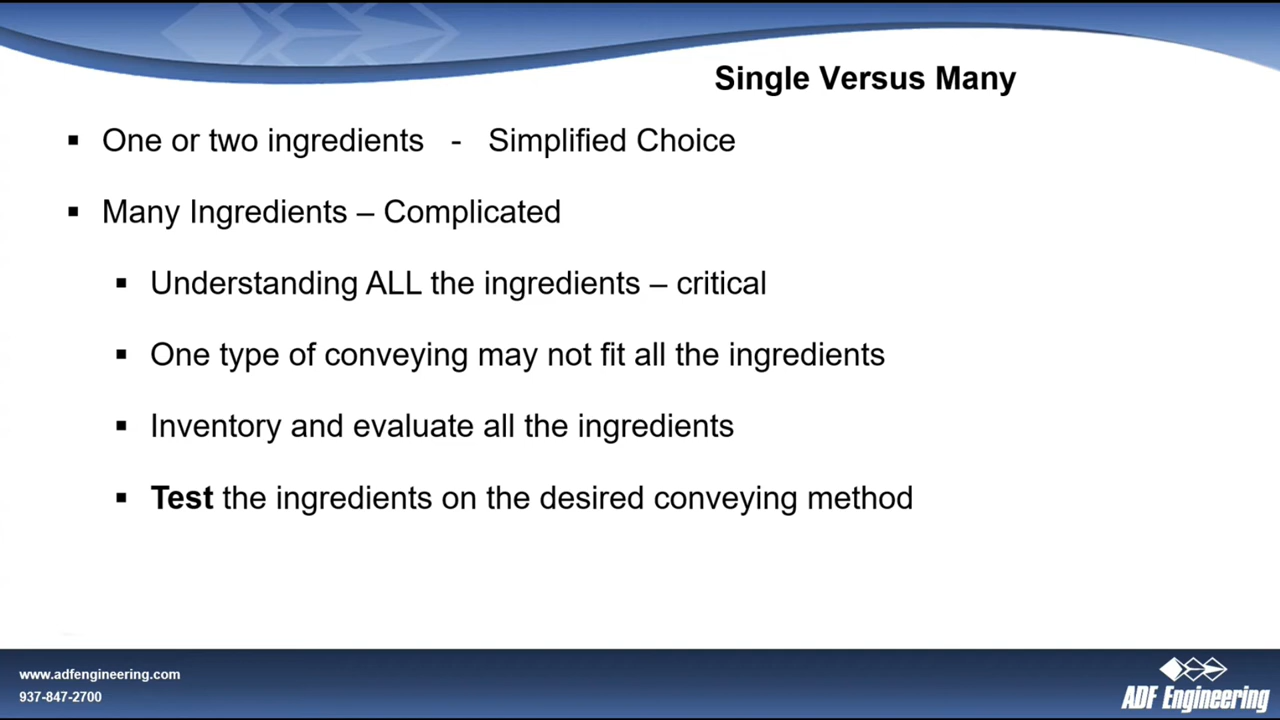 Single Versus Many
▪ One or two ingredients - Simplified Choice
▪ Many Ingredients – Complicated
▪ Understanding ALL the ingredients – critical
▪ One type of conveying may not fit all the ingredients
▪ Inventory and evaluate all the ingredients
▪ Test the ingredients on the desired conveying method
www.adfengineering.com
937-847-2700
ADF Engineering